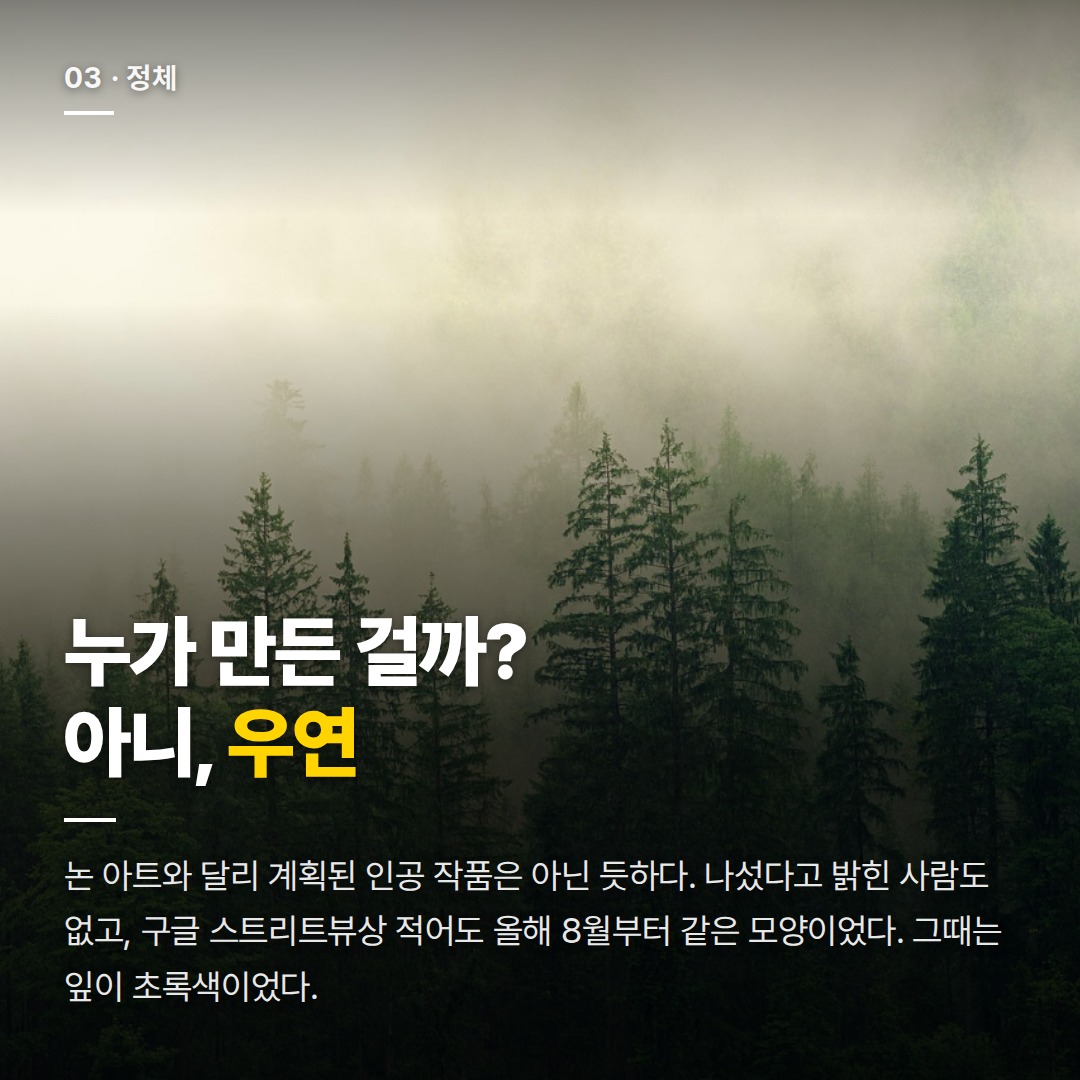 03 · 정체
누가 만든 걸까?
아니, 우연
논 아트와 달리 계획된 인공 작품은 아닌 듯하다. 나섰다고 밝힌 사람도
없고, 구글 스트리트뷰상 적어도 올해 8월부터 같은 모양이었다. 그때는
잎이 초록색이었다.